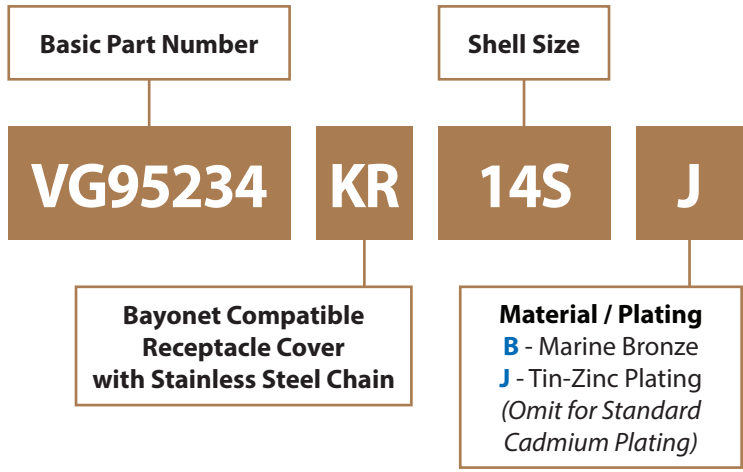 Basic Part Number
Shell Size
VG95234 KR 14S J
Bayonet Compatible
Receptacle Cover
with Stainless Steel Chain
Material / Plating
B - Marine Bronze
J - Tin-Zinc Plating
(Omit for Standard
Cadmium Plating)